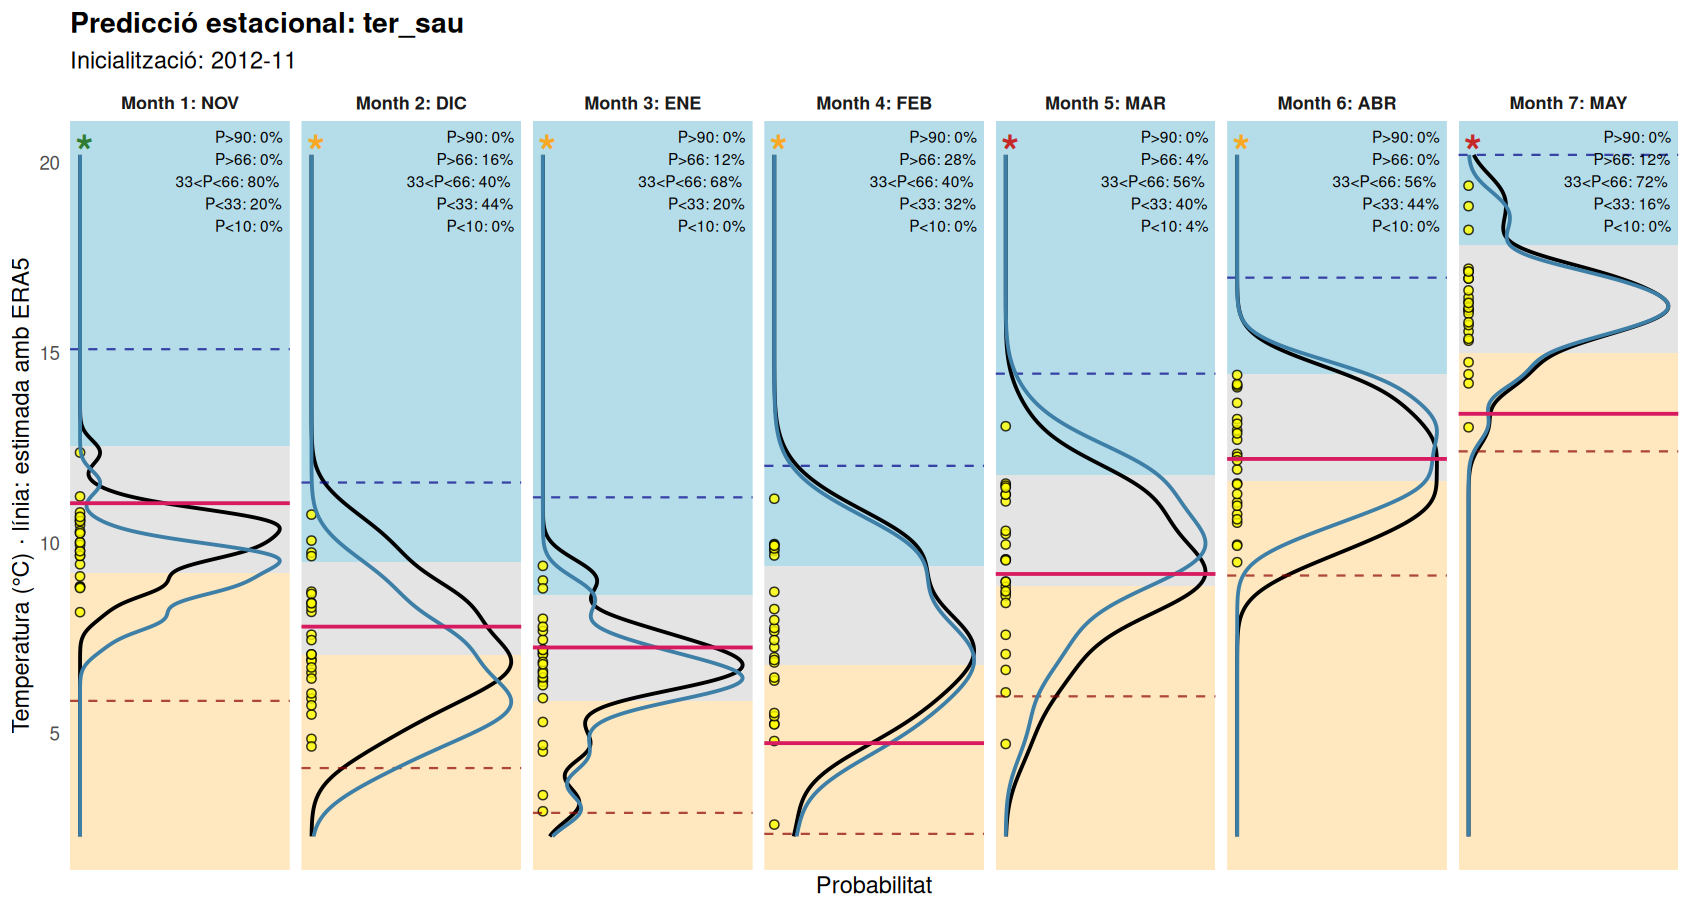 Predicció estacional: ter_sau
Inicialització: 2012-11
Month 1: NOV
Month 2: DIC
Month 3: ENE
Month 4: FEB
Month 5: MAR
Month 6: ABR
Month 7: MAY
P>90: 0%
P>66: 0%
33<P<66: 80%
P<33: 20%
P<10: 0%
P>90: 0%
P>66: 16%
33<P<66: 40%
P<33: 44%
P<10: 0%
P>90: 0%
P>66: 12%
33<P<66: 68%
P<33: 20%
P<10: 0%
P>90: 0%
P>66: 28%
33<P<66: 40%
P<33: 32%
P<10: 0%
P>90: 0%
P>66: 4%
33<P<66: 56%
P<33: 40%
P<10: 4%
P>90: 0%
P>66: 0%
33<P<66: 56%
P<33: 44%
P<10: 0%
P>90: 0%
P>66: 12%
33<P<66: 72%
P<33: 16%
P<10: 0%
20
15
10
5
Temperatura (°C) · línia: estimada amb ERA5
Probabilitat